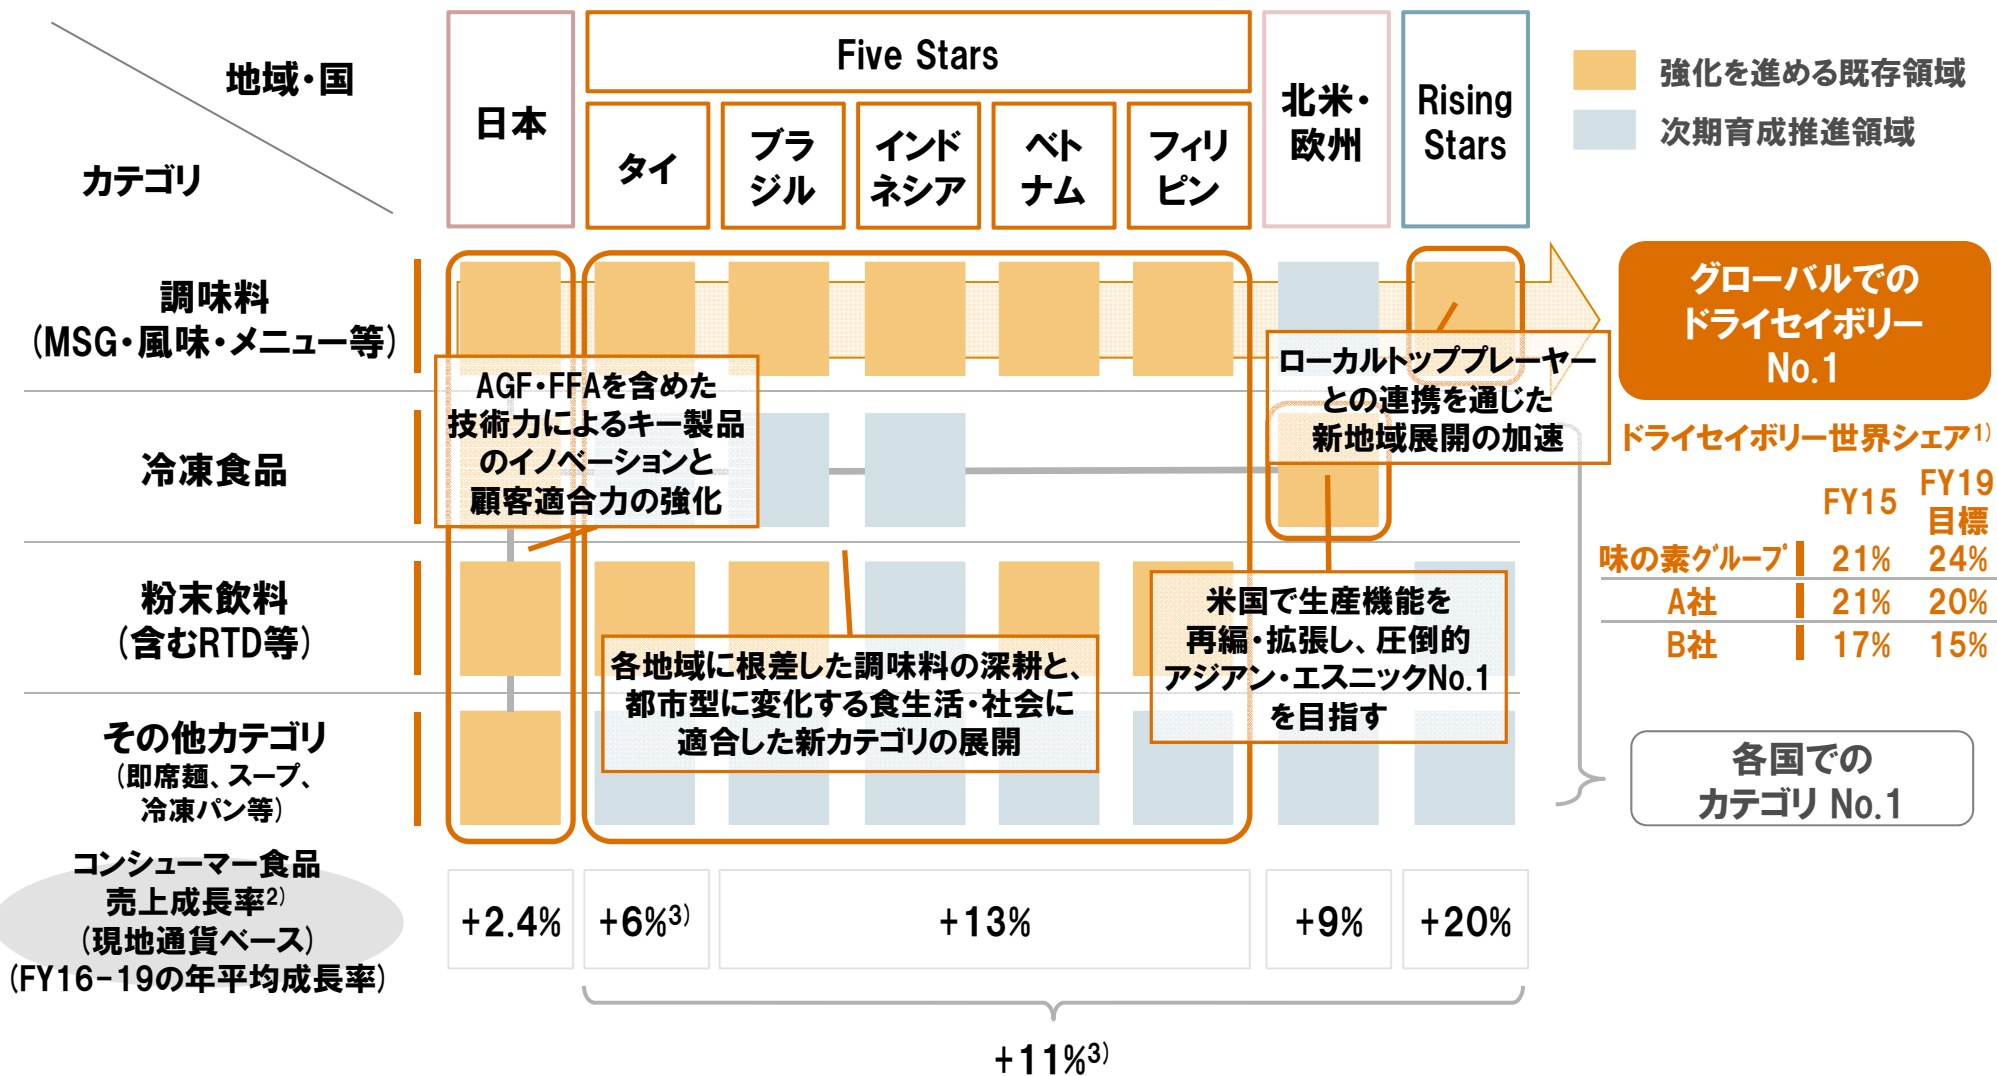 地域・国
カテゴリ
日本
Five Stars
タイ
ブラ
ジル
インド
ネシア
ベト
ナム
フィリ
ピン
北米・
欧州
Rising
Stars
強化を進める既存領域
次期育成推進領域
調味料
(MSG・風味・メニュー等)
冷凍食品
粉末飲料
(含むRTD等)
その他カテゴリ
(即席麺、スープ、
冷凍パン等)
AGF・FFAを含めた
技術力によるキー製品
のイノベーションと
顧客適合力の強化
各地域に根差した調味料の深耕と、
都市型に変化する食生活・社会に
適合した新カテゴリの展開
ローカルトッププレーヤー
との連携を通じた
新地域展開の加速
米国で生産機能を
再編・拡張し、圧倒的
アジアン・エスニックNo.1
を目指す
グローバルでの
ドライセイボリー
No.1
ドライセイボリー世界シェア1)
FY15 FY19
目標
味の素グループ 21% 24%
A社 21% 20%
B社 17% 15%
各国での
カテゴリ No.1
コンシューマー食品
売上成長率2)
(現地通貨ベース)
(FY16-19の年平均成長率)
+2.4% +6%3) +13% +9% +20%
+11%3)